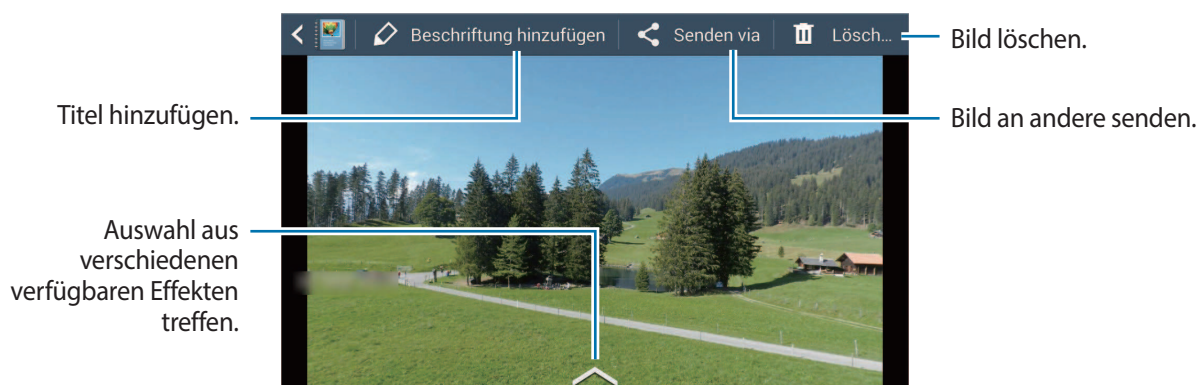 Beschriftung hinzufügen
Senden via
Lösch...
Bild löschen.
Titel hinzufügen.
Bild an andere senden.
Auswahl aus
verschiedenen
verfügbaren Effekten
treffen.